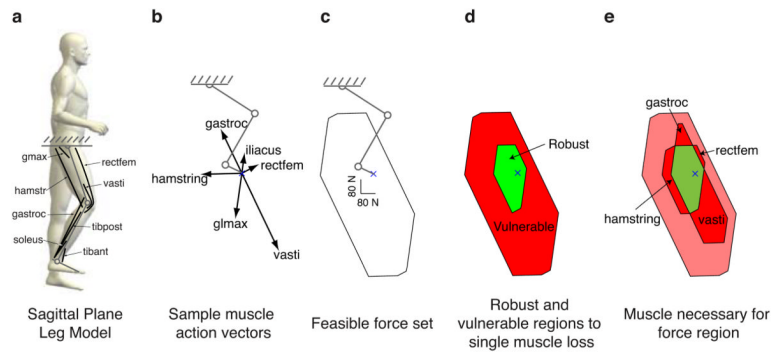 a
b
c
d
e
gmax
rectfem
hamstr
vasti
gastroc
tibpost
soleus
tibant
Sagittal Plane
Leg Model
gastroc
iliacus
rectfem
hamstring
glmax
vasti
Sample muscle
action vectors
80 N
80 N
Feasible force set
Robust
Vulnerable
Robust and
vulnerable regions to
single muscle loss
gastroc
rectfem
hamstring
vasti
Muscle necessary for
force region